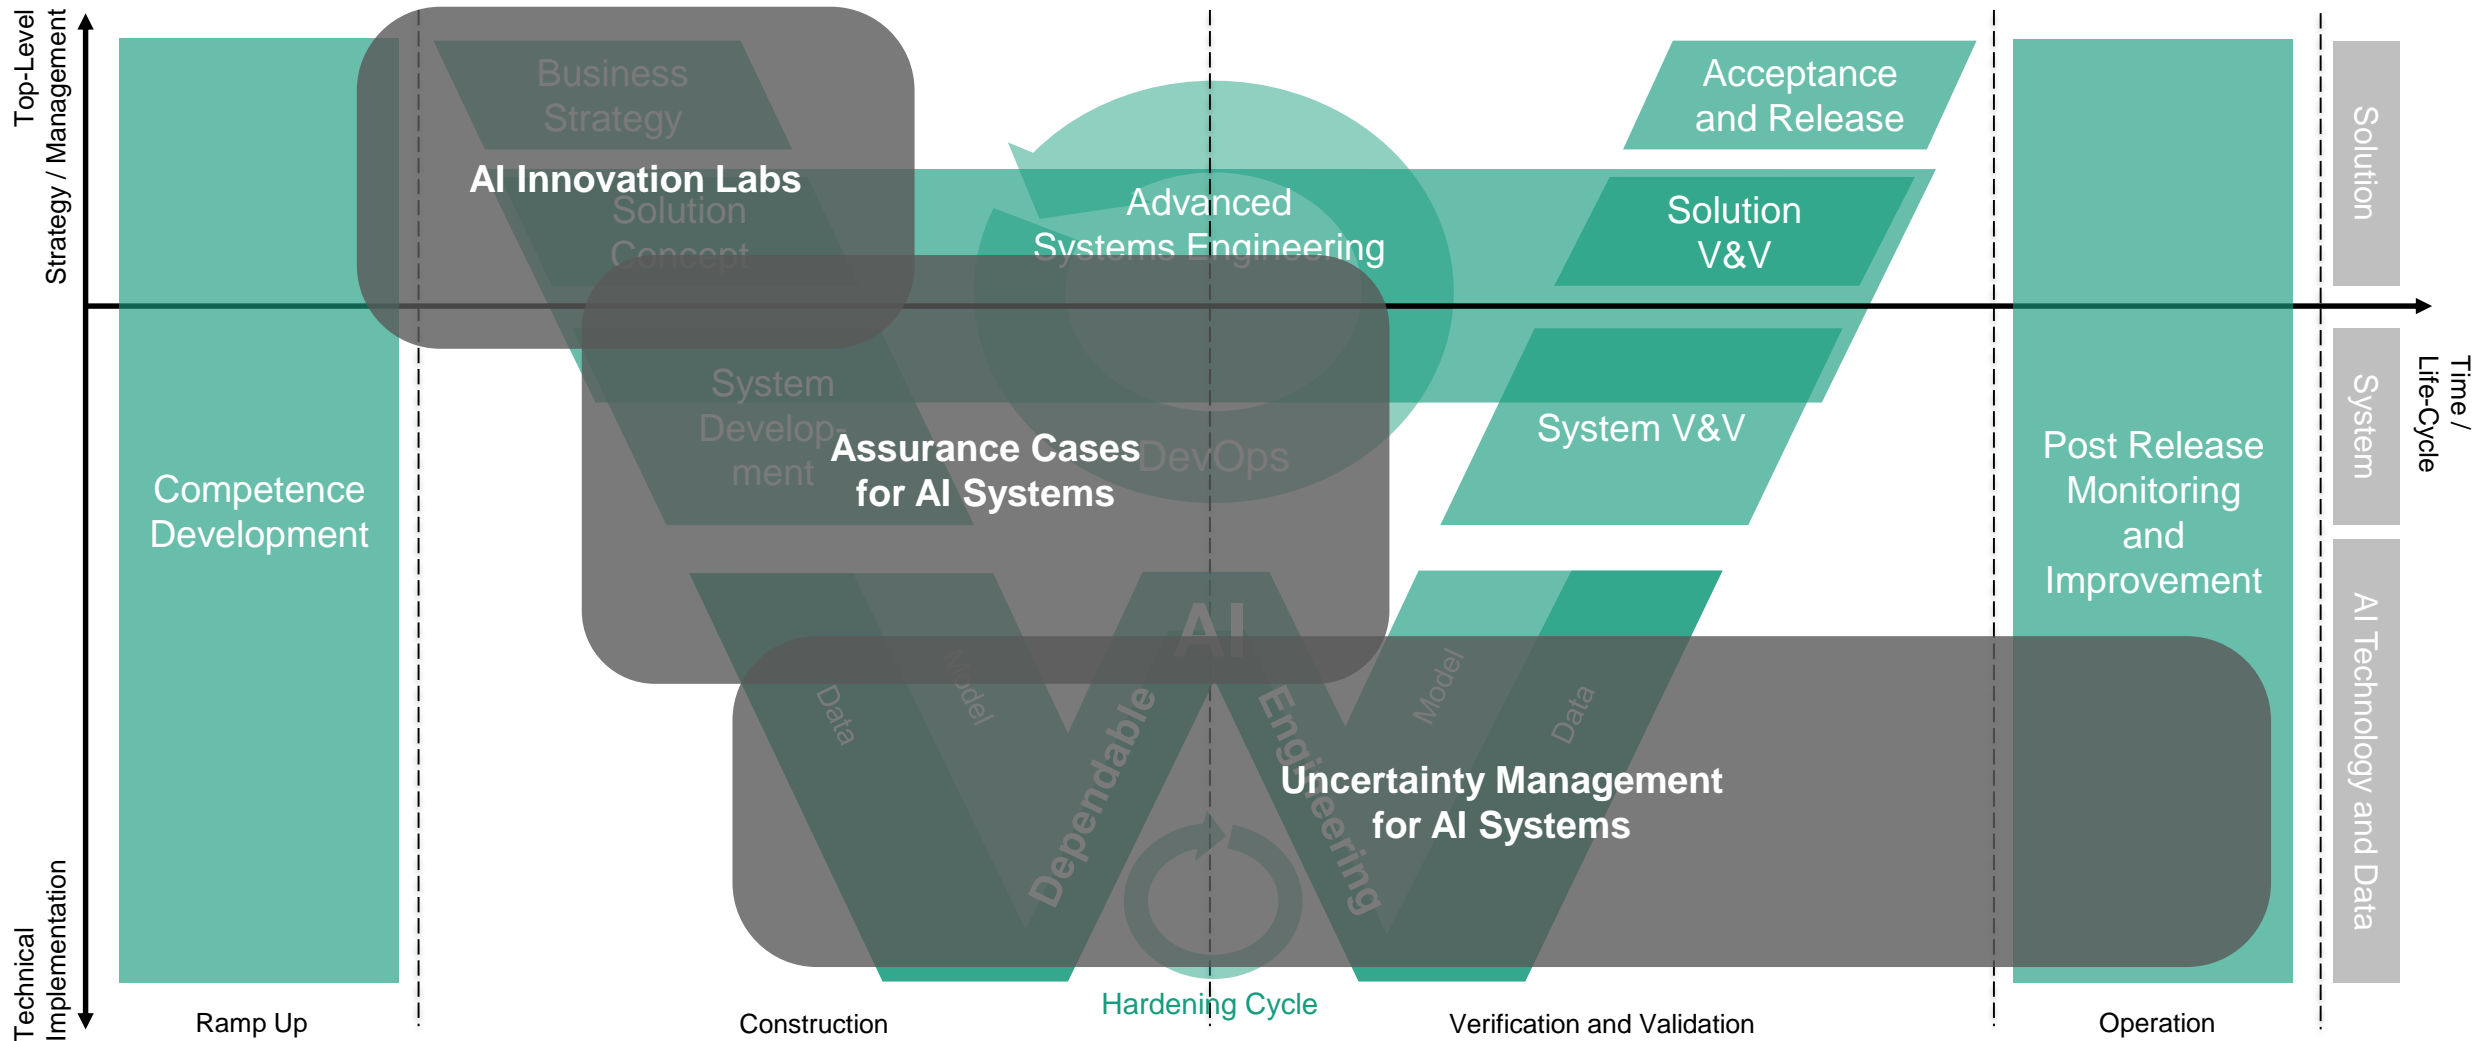 Top-Level
Strategy / Management
Technical
Implementation
Competence
Development
Business
Strategy
AI Innovation Labs
Solution
Concept
Advanced
Systems Engineering
Acceptance
and Release
Solution
V&V
System
Develop-
ment
Assurance Cases
for AI Systems
DevOps
System V&V
Post Release
Monitoring
and
Improvement
AI
Data
Model
Dependable
Engineering
Model
Data
Uncertainty Management
for AI Systems
Hardening Cycle
Ramp Up
Construction
Verification and Validation
Operation
Solution
System
AI Technology and Data
Time /
Life-Cycle